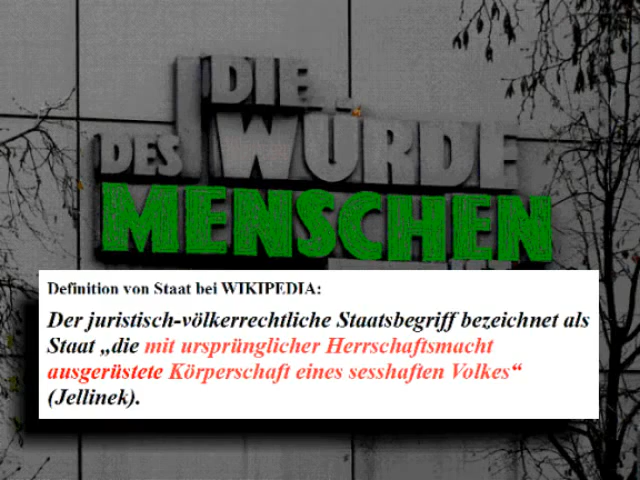 DIE
DES WÜRDE
MENSCHEN
Definition von Staat bei WIKIPEDIA:
Der juristisch-völkerrechtliche Staatsbegriff bezeichnet als
Staat „die mit ursprünglicher Herrschaftsmacht
ausgerüstete Körperschaft eines sesshaften Volkes“
(Jellinek).